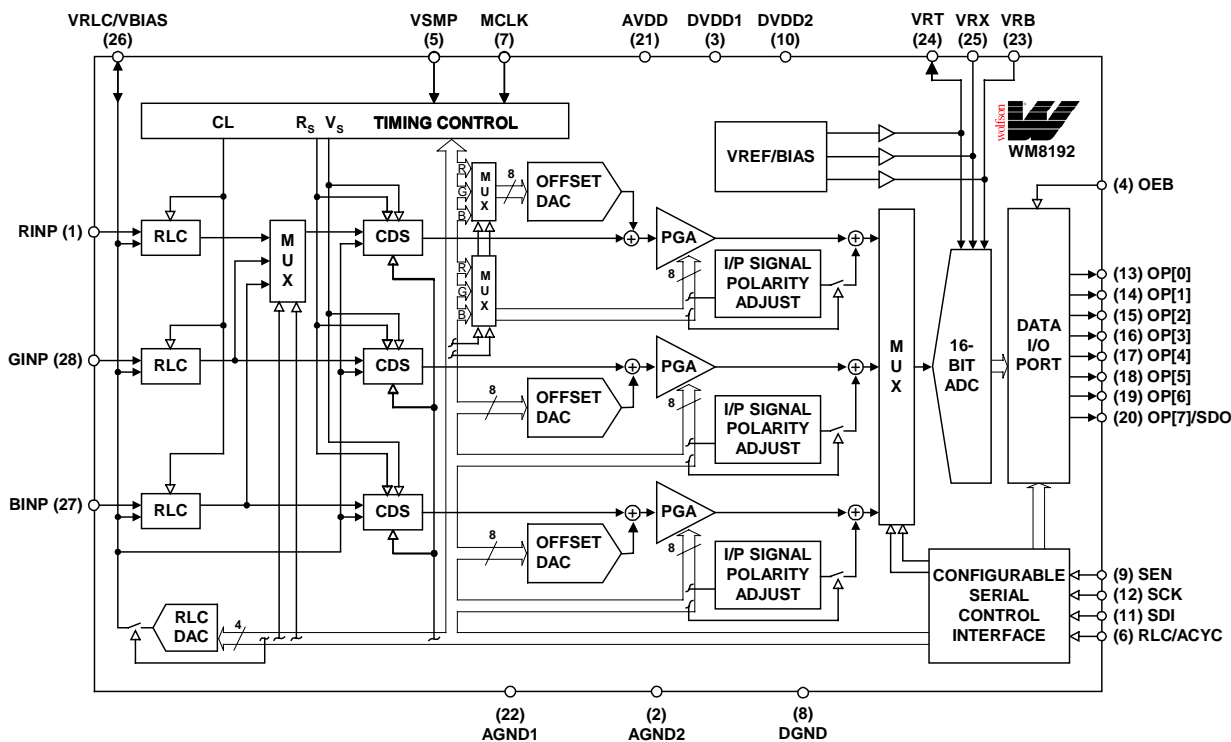 VRLC/VBIAS VSMP MCLK AVDD DVDD1 DVDD2 VRT VRX VRB
(26) (5) (7) (21) (3) (10) (24) (25) (23)
CL RS VS TIMING CONTROL
wolfson
WM8192
VREF/BIAS
R
G
B
MUX
8
OFFSET
DAC
(4) OEB
RINP (1)
RLC
MUX
CDS
+
PGA
8
I/P SIGNAL
POLARITY
ADJUST
+
R
G
B
MUX
(13) OP[0]
(14) OP[1]
(15) OP[2]
(16) OP[3]
(17) OP[4]
(18) OP[5]
(19) OP[6]
(20) OP[7]/SDO
GINP (28)
RLC
CDS
+
PGA
8
+
MUX
16-
BIT
ADC
DATA
I/O
PORT
8
OFFSET
DAC
I/P SIGNAL
POLARITY
ADJUST
BINP (27)
RLC
CDS
+
PGA
8
+
8
OFFSET
DAC
I/P SIGNAL
POLARITY
ADJUST
CONFIGURABLE
SERIAL
CONTROL
INTERFACE
(9) SEN
(12) SCK
(11) SDI
(6) RLC/ACYC
RLC
DAC
4
(22) (2) (8)
AGND1 AGND2 DGND